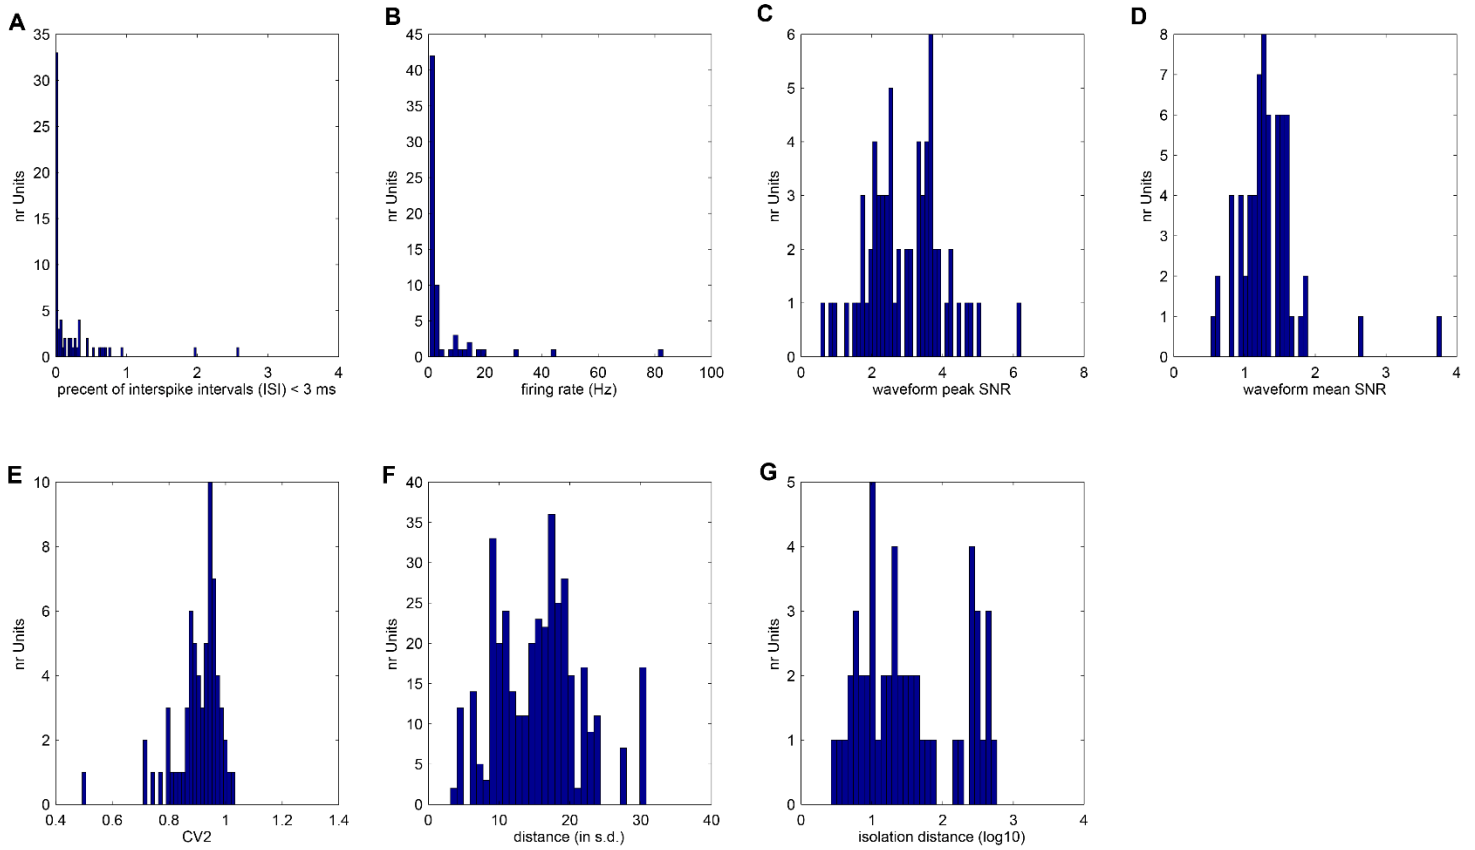 A
35
30
25
20
15
10
5
0
nr Units
0 1 2 3 4
precent of interspike intervals (ISI) < 3 ms
B
45
40
35
30
25
20
15
10
5
0
nr Units
0 20 40 60 80 100
firing rate (Hz)
C
6
5
4
3
2
1
0
nr Units
0 2 4 6 8
waveform peak SNR
D
8
7
6
5
4
3
2
1
0
nr Units
0 1 2 3 4
waveform mean SNR
E
10
8
6
4
2
0
nr Units
0.4 0.6 0.8 1 1.2 1.4
CV2
F
40
35
30
25
20
15
10
5
0
nr Units
0 10 20 30 40
distance (in s.d.)
G
5
4
3
2
1
0
nr Units
0 1 2 3 4
isolation distance (log10)